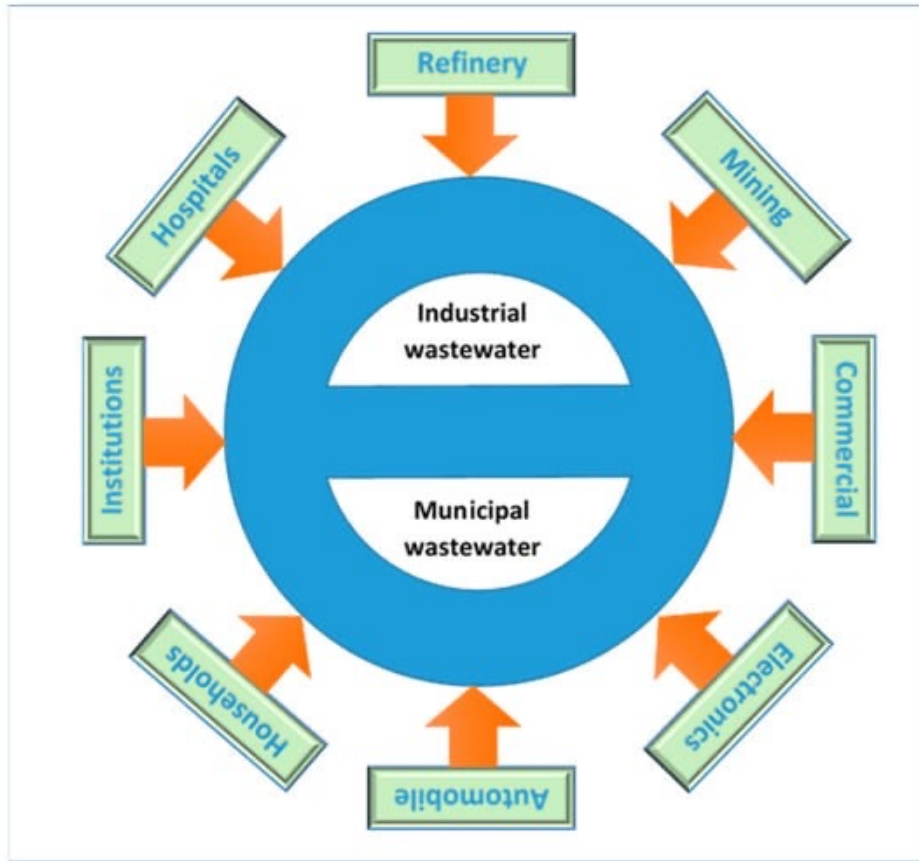 Refinery
Hospitals
Mining
Industrial
wastewater
Institutions
Commercial
Municipal
wastewater
Households
Electronics
Automobile